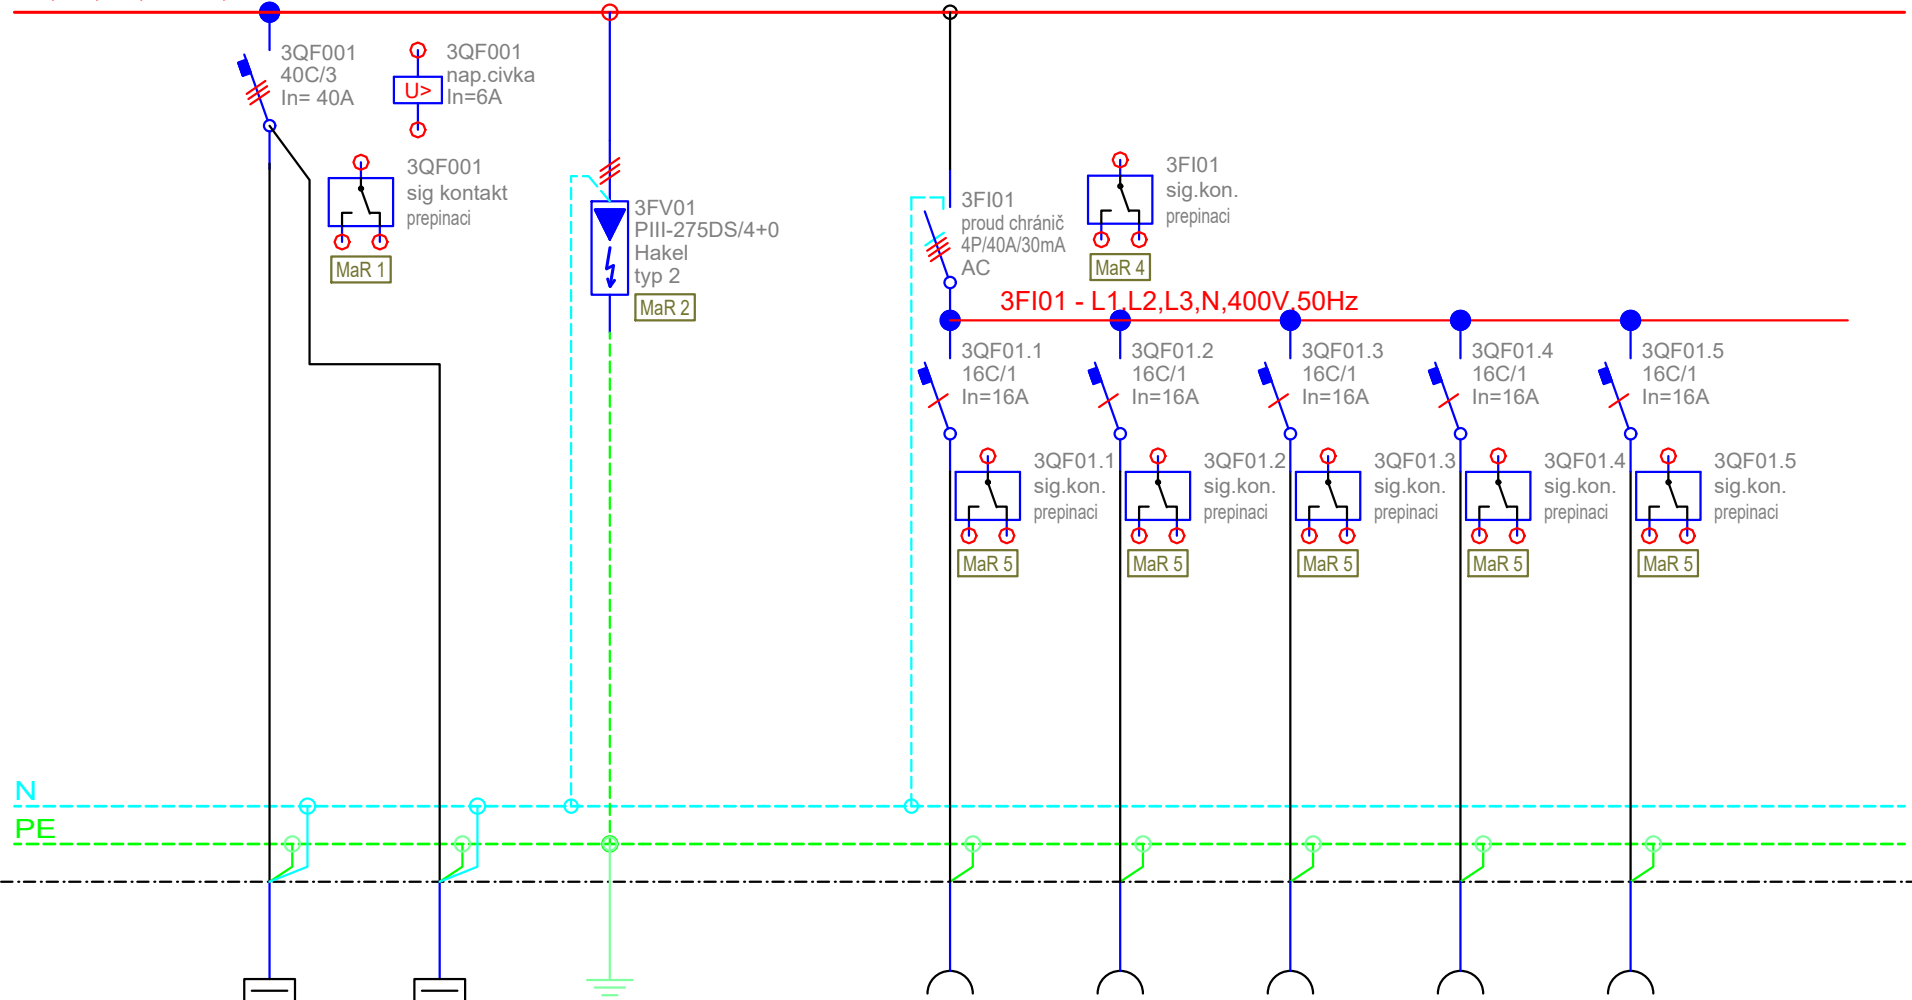 3QF001
40C/3
In= 40A
3QF001
nap.civka
In=6A
U>
3QF001
sig kontakt
prepinaci
MaR 1
3FV01
PIII-275DS/4+0
Hakel
typ 2
MaR 2
3FI01
proud chránič
4P/40A/30mA
AC
3FI01
sig.kon.
prepinaci
MaR 4
3FI01 - L1,L2,L3,N,400V,50Hz
3QF01.1
16C/1
In=16A
3QF01.2
16C/1
In=16A
3QF01.3
16C/1
In=16A
3QF01.4
16C/1
In=16A
3QF01.5
16C/1
In=16A
3QF01.1
sig.kon.
prepinaci
MaR 5
3QF01.2
sig.kon.
prepinaci
MaR 5
3QF01.3
sig.kon.
prepinaci
MaR 5
3QF01.4
sig.kon.
prepinaci
MaR 5
3QF01.5
sig.kon.
prepinaci
MaR 5
N
PE